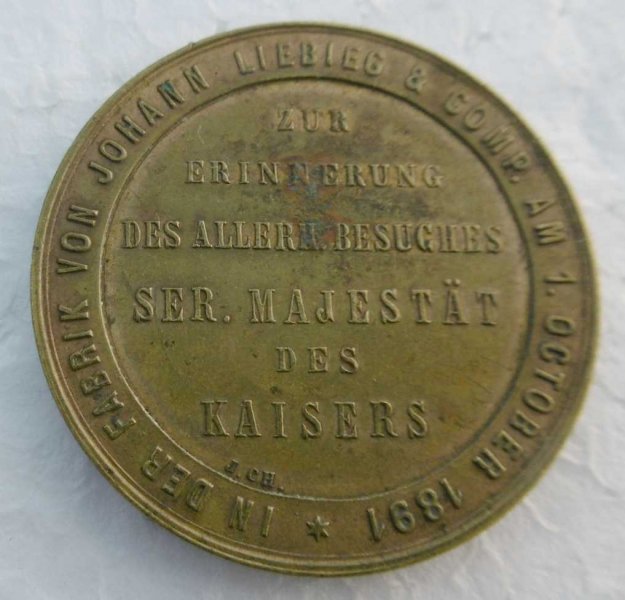 ZUR
ERINNERUNG
DES ALLERH. BESUCHES
SER. MAJESTÄT
DES
KAISERS
J. CH.
IN DER FABRIK VON JOHANN LIEBIEG & COMP. AM 1. OCTOBER 1891 *